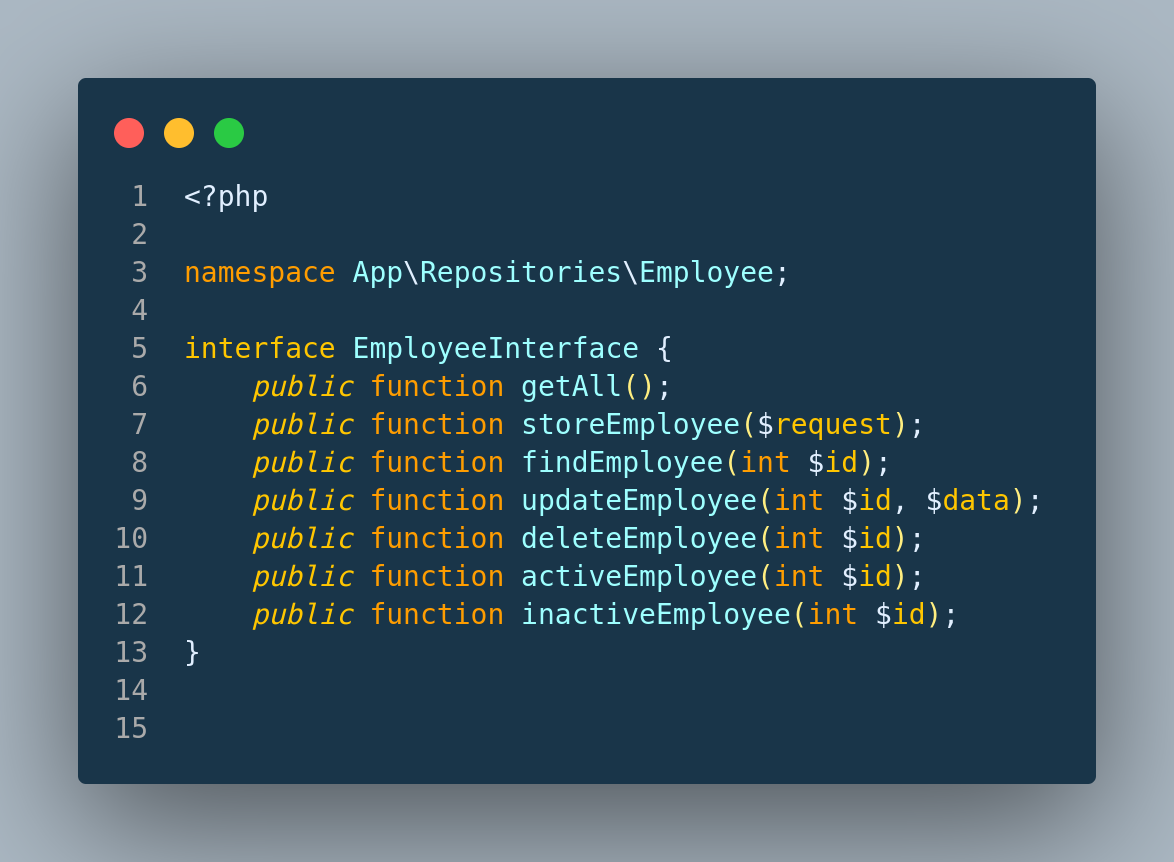 1 <?php
2
3 namespace App\Repositories\Employee;
4
5 interface EmployeeInterface {
6     public function getAll();
7     public function storeEmployee($request);
8     public function findEmployee(int $id);
9     public function updateEmployee(int $id, $data);
10     public function deleteEmployee(int $id);
11     public function activeEmployee(int $id);
12     public function inactiveEmployee(int $id);
13 }
14
15